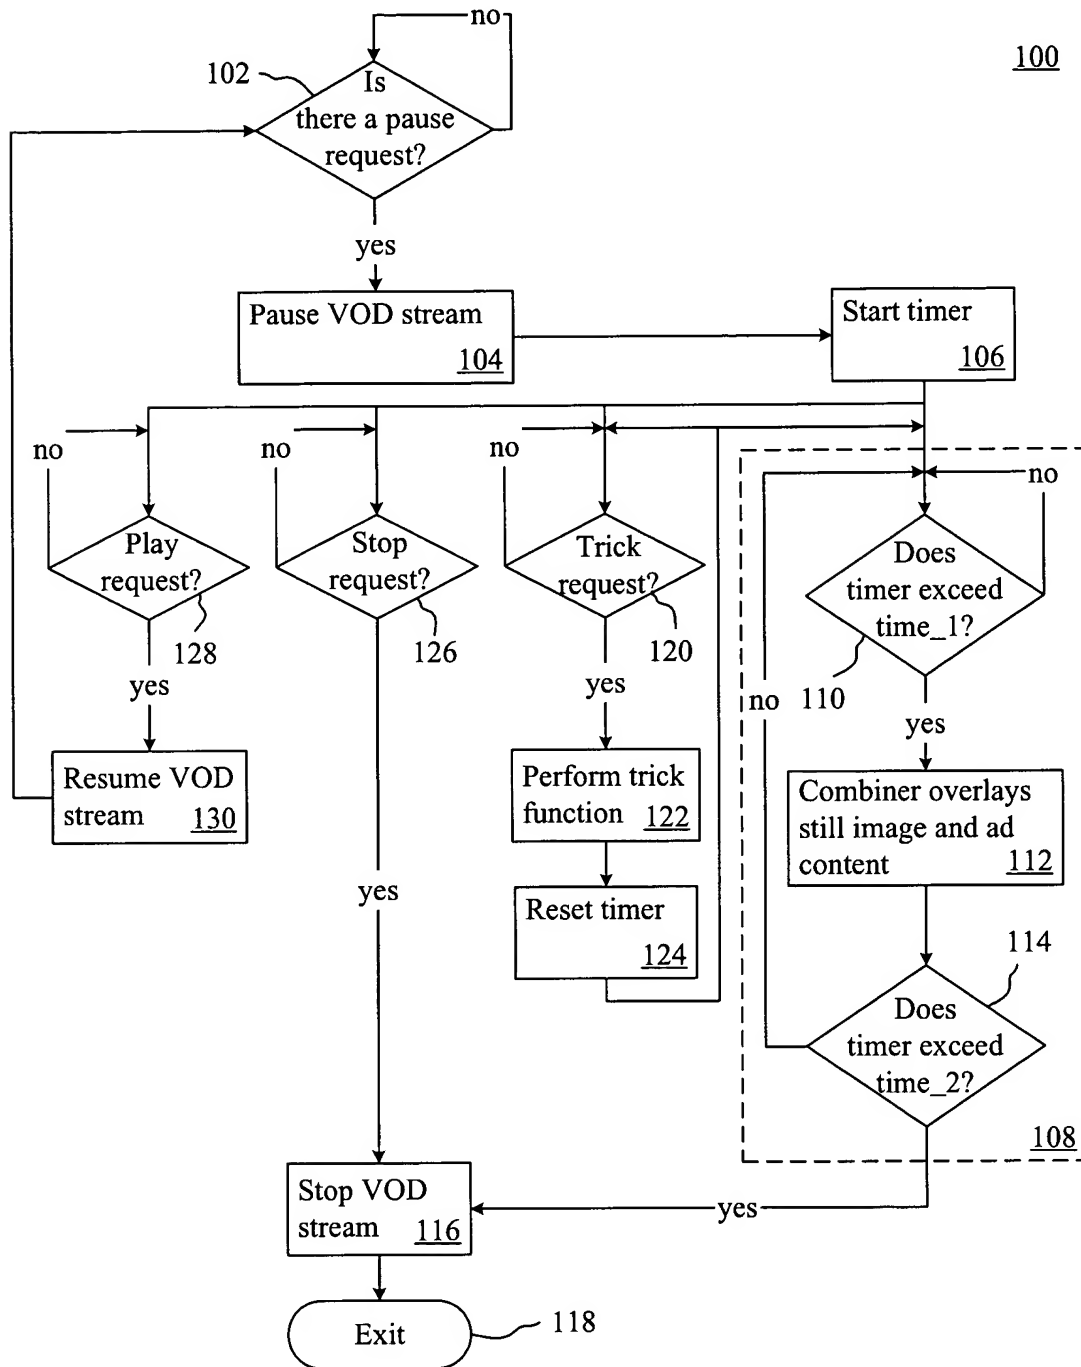 no
100
102
Is
there a pause
request?
yes
Pause VOD stream
104
Start timer
106
no
no
no
no
Play
request?
128
Stop
request?
126
Trick
request?
120
Does
timer exceed
time_1?
110
no
yes
yes
yes
Resume VOD
stream 130
Perform trick
function 122
Combiner overlays
still image and ad
content 112
yes
Reset timer
124
114
Does
timer exceed
time_2?
108
Stop VOD
stream 116
yes
Exit
118